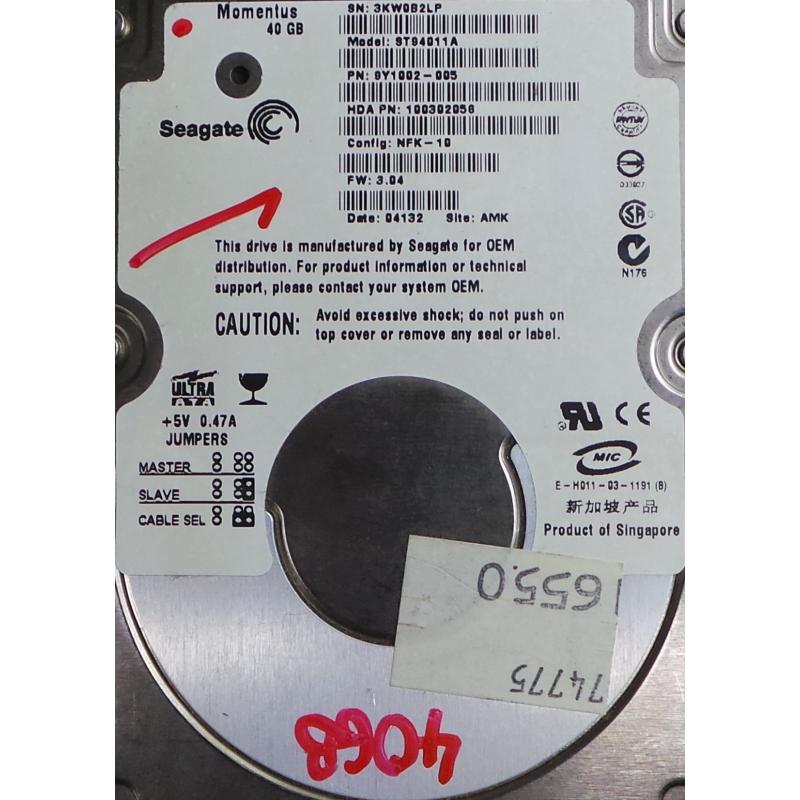 Momentus
40 GB
SN: 3KW0B2LP
Model: ST94011A
PN: 9Y1002-005
HDA PN: 100302056
Config: NFK-10
FW: 3.04
Date: 04132 Site: AMK
Seagate
033807
N176
This drive is manufactured by Seagate for OEM
distribution. For product information or technical
support, please contact your system OEM.
CAUTION: Avoid excessive shock; do not push on
top cover or remove any seal or label.
ULTRA
ATA
+5V 0.47A
JUMPERS
MASTER
SLAVE
CABLE SEL
CE
MIC
E-H011-03-1191 (B)
新加坡产品
Product of Singapore
6550
74775
40GB